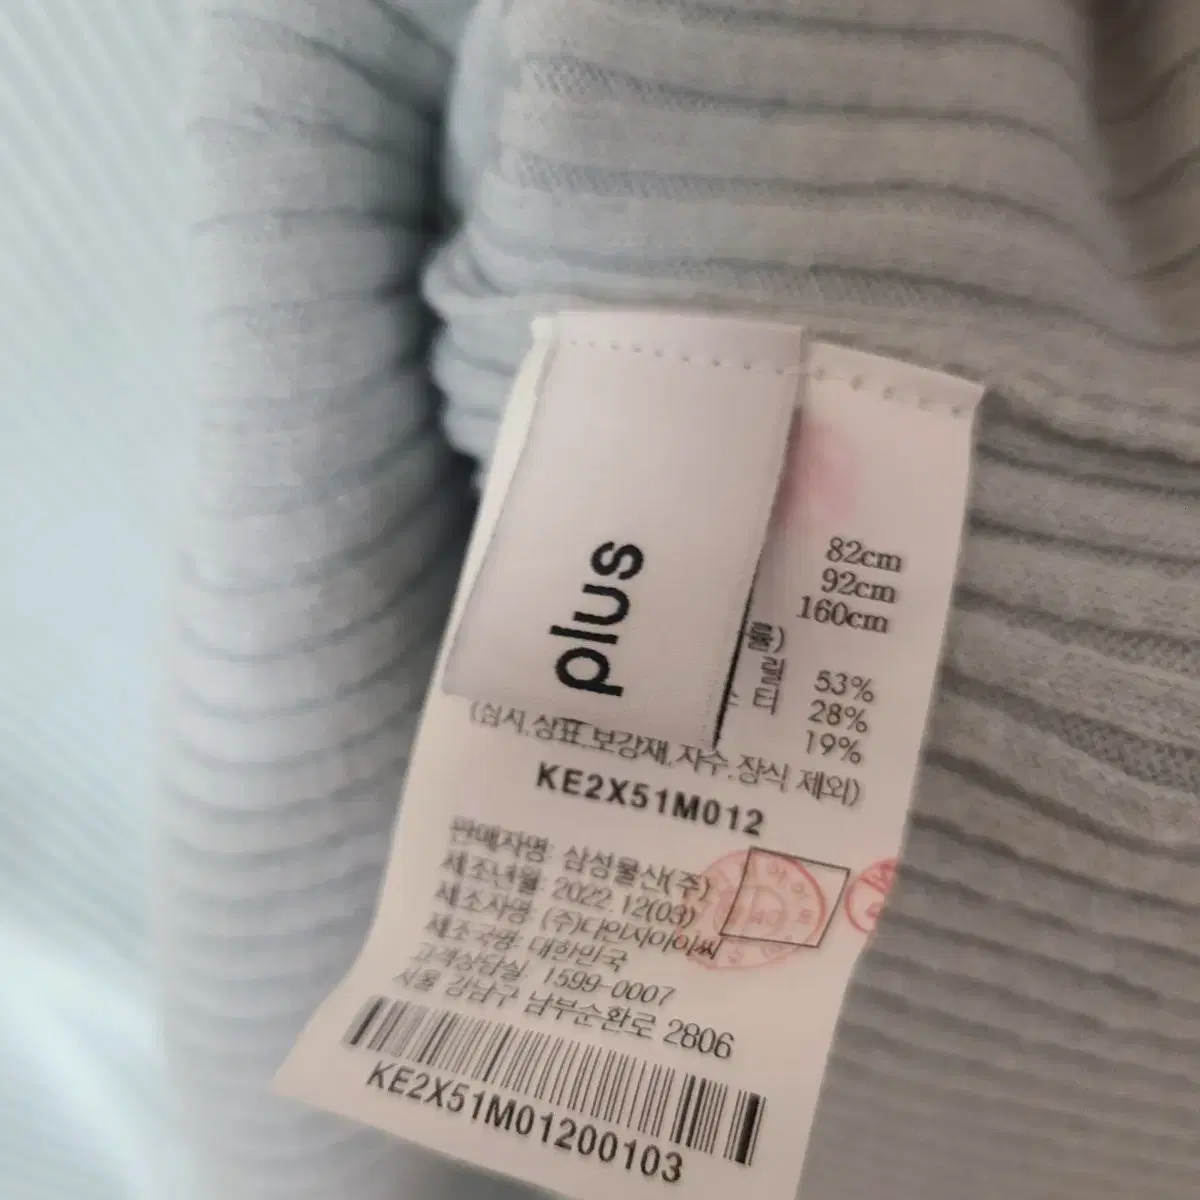 plus
82cm
92cm
160cm
53%
28%
19%
(심지.상표.보강재.자수.장식 제외)
KE2X51M012
판매자명: 삼성물산(주)
제조년월: 2022.12(03)
제조자명: (주)다인지아이씨
제조국명: 대한민국
고객상담실: 1599-0007
서울 강남구 남부순환로 2806
KE2X51M01200103